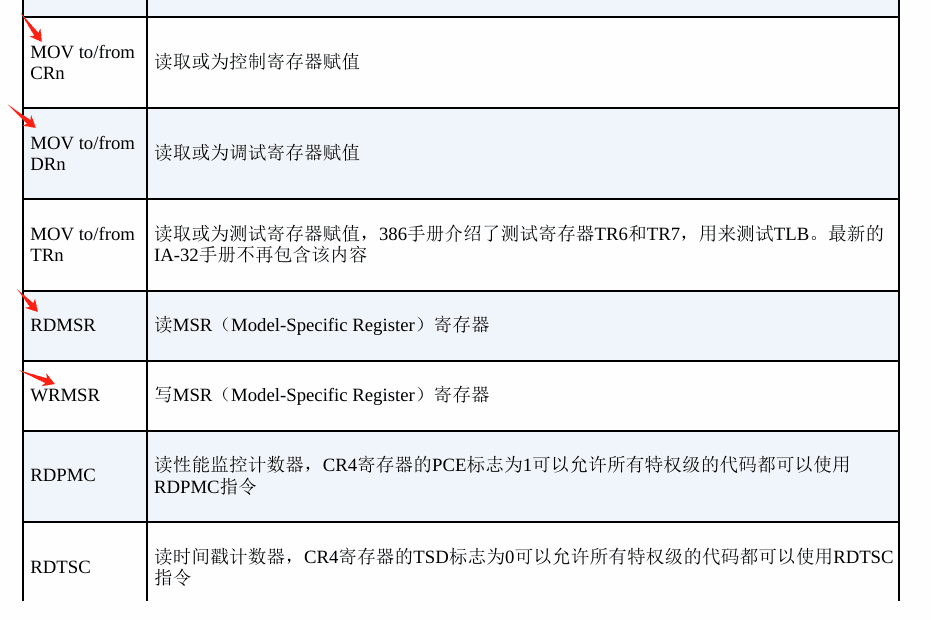 MOV to/from
CRn
读取或为控制寄存器赋值
MOV to/from
DRn
读取或为调试寄存器赋值
MOV to/from
TRn
读取或为测试寄存器赋值，386手册介绍了测试寄存器TR6和TR7，用来测试TLB。最新的
IA-32手册不再包含该内容
RDMSR
读MSR（Model-Specific Register）寄存器
WRMSR
写MSR（Model-Specific Register）寄存器
RDPMC
读性能监控计数器，CR4寄存器的PCE标志为1可以允许所有特权级的代码都可以使用
RDPMC指令
RDTSC
读时间戳计数器，CR4寄存器的TSD标志为0可以允许所有特权级的代码都可以使用RDTSC
指令